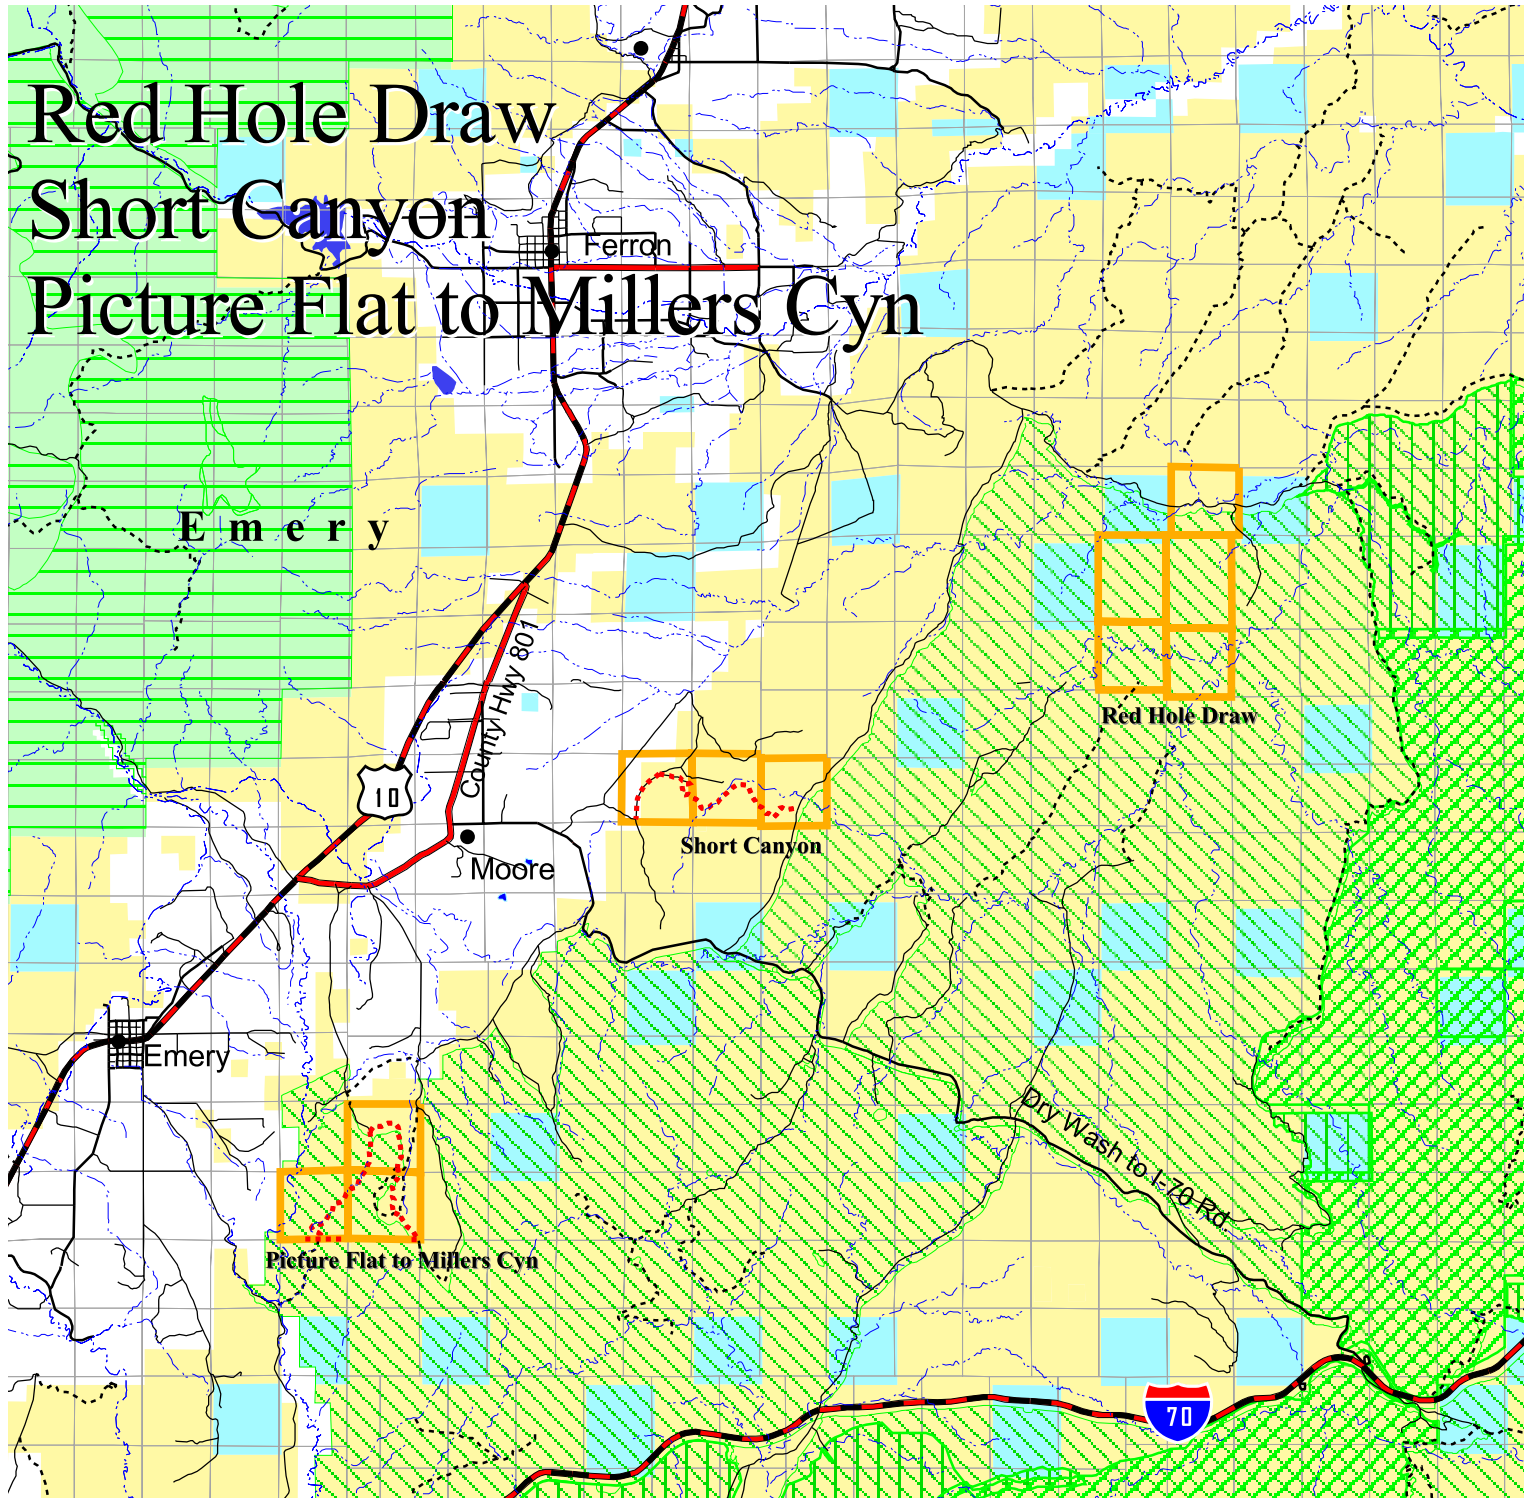 Red Hole Draw
Short Canyon
Ferron
Picture Flat to Millers Cyn
E m e r y
County Hwy 801
Red Hole Draw
10
Short Canyon
Moore
Emery
Dry Wash to I-70 Rd.
Picture Flat to Millers Cyn
70